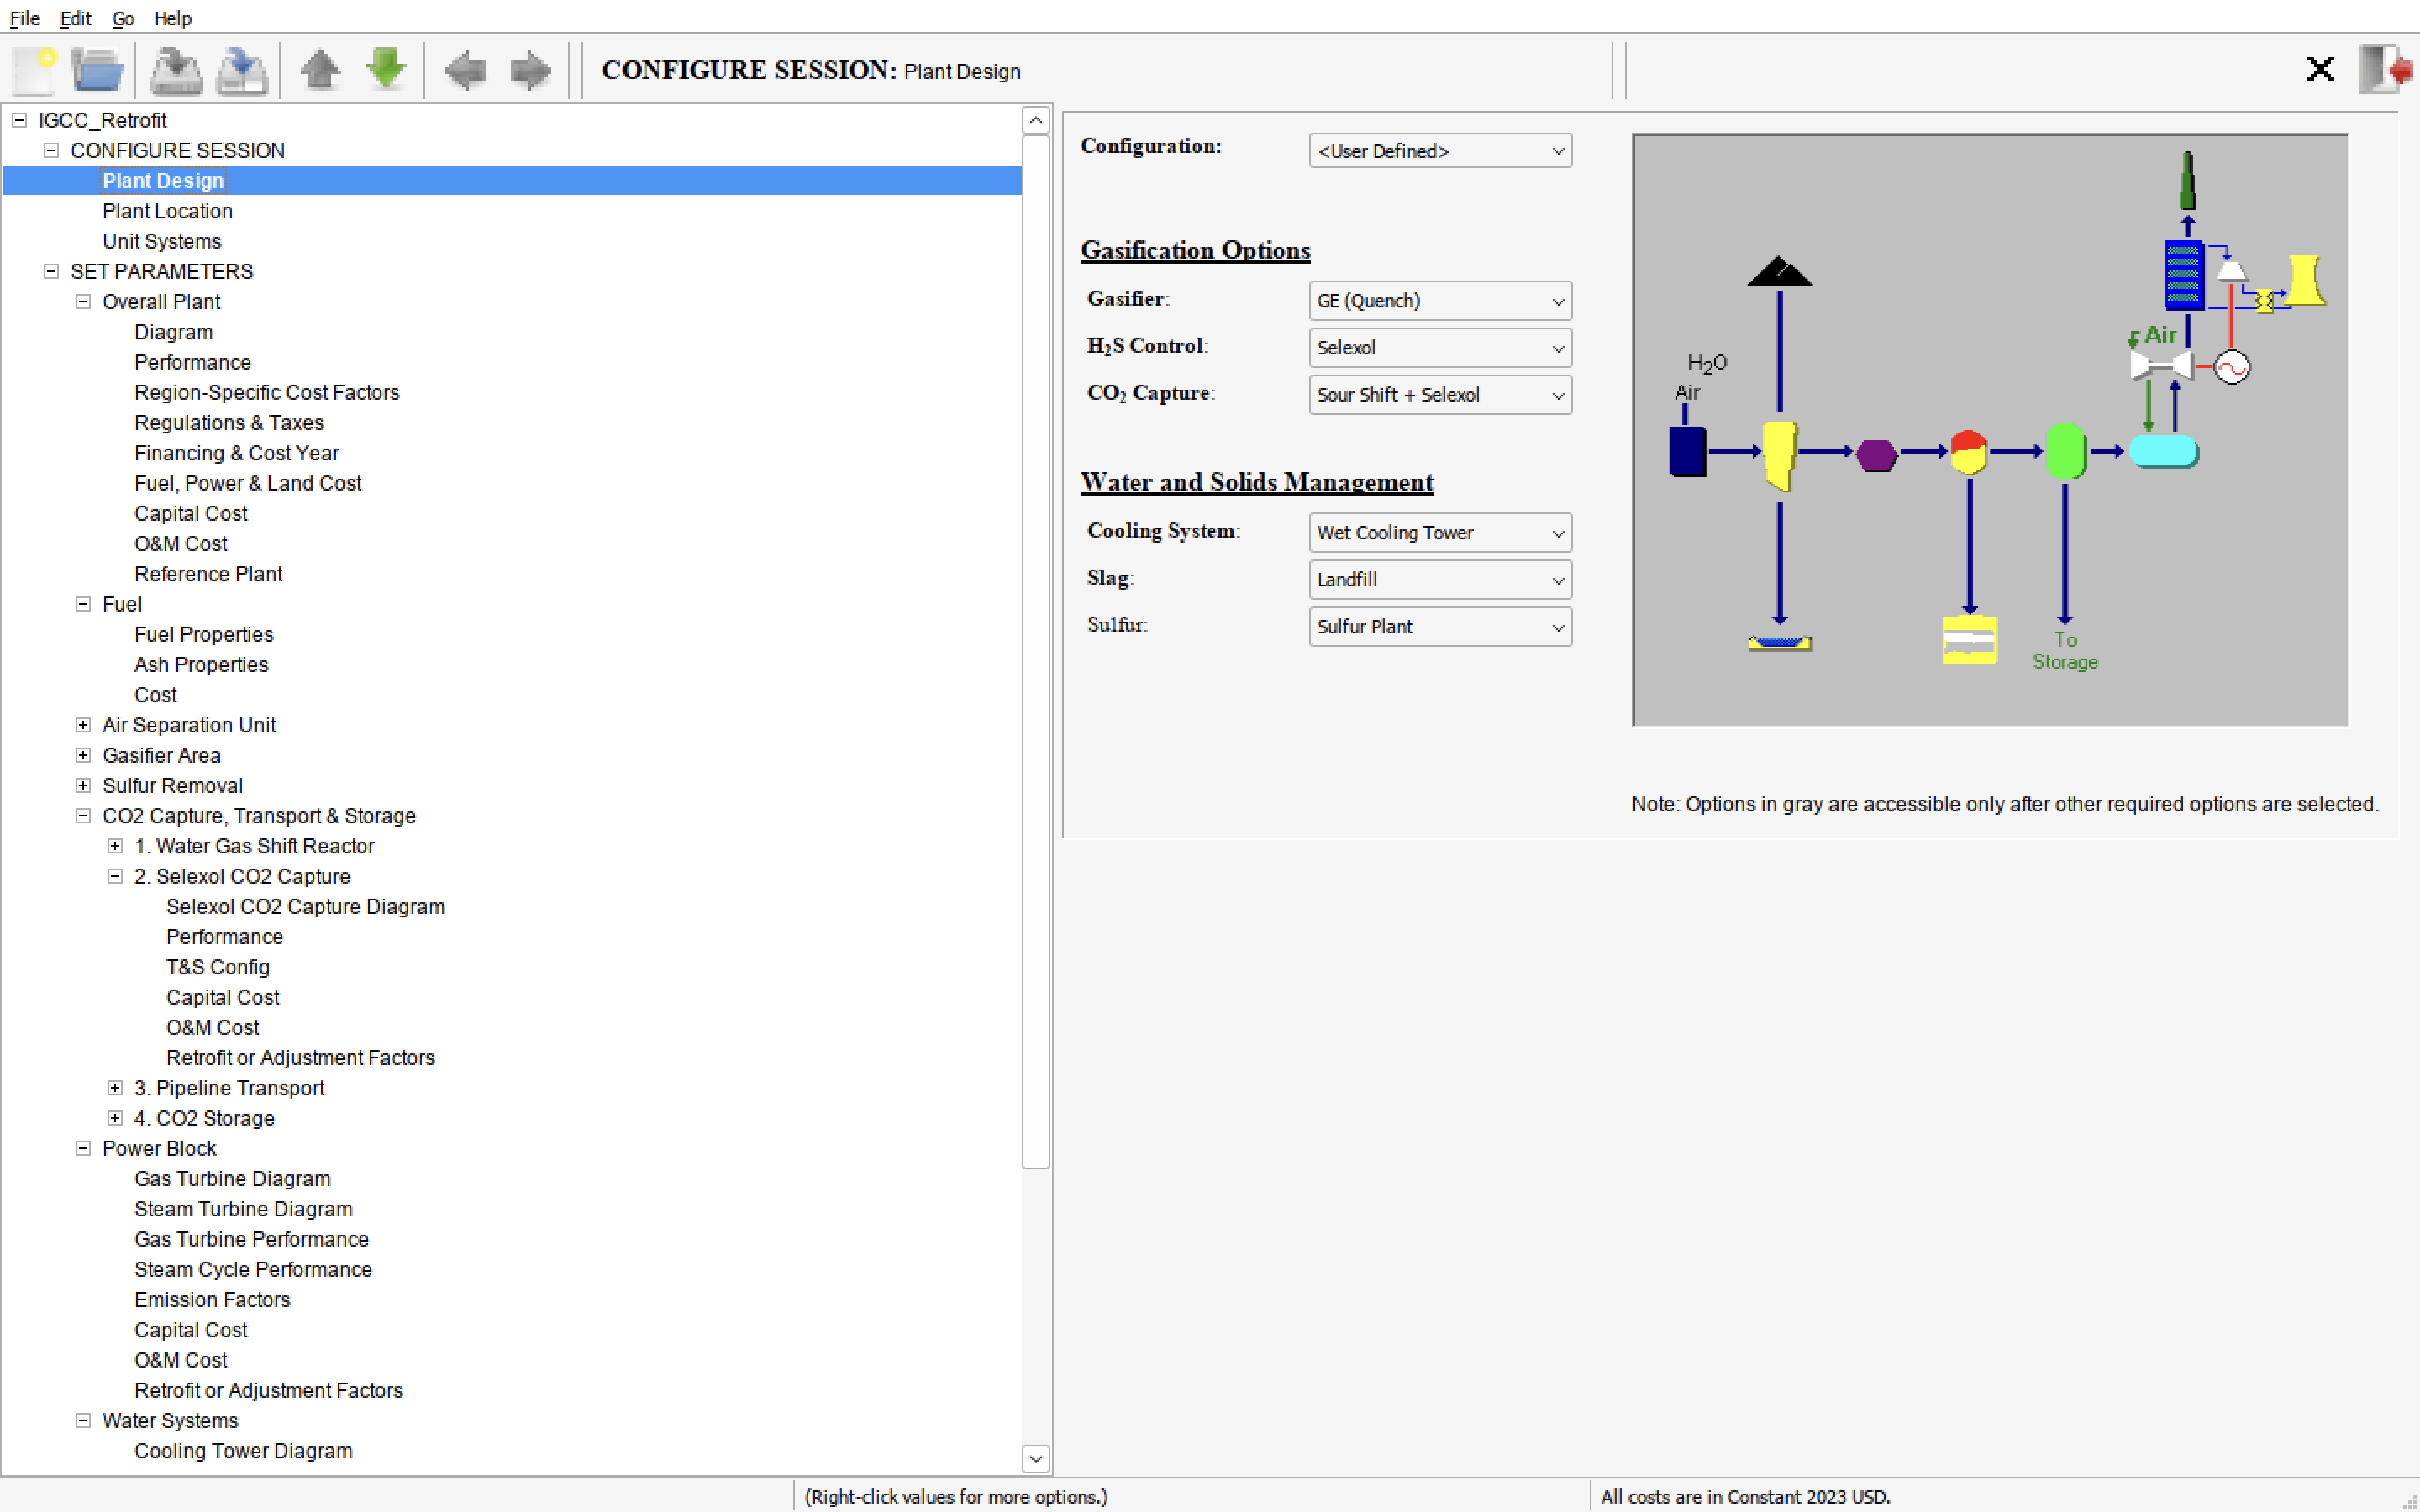 File Edit Go Help
CONFIGURE SESSION: Plant Design
IGCC_Retrofit
CONFIGURE SESSION
Plant Design
Plant Location
Unit Systems
SET PARAMETERS
Overall Plant
Diagram
Performance
Region-Specific Cost Factors
Regulations & Taxes
Financing & Cost Year
Fuel, Power & Land Cost
Capital Cost
O&M Cost
Reference Plant
Fuel
Fuel Properties
Ash Properties
Cost
Air Separation Unit
Gasifier Area
Sulfur Removal
CO2 Capture, Transport & Storage
1. Water Gas Shift Reactor
2. Selexol CO2 Capture
Selexol CO2 Capture Diagram
Performance
T&S Config
Capital Cost
O&M Cost
Retrofit or Adjustment Factors
3. Pipeline Transport
4. CO2 Storage
Power Block
Gas Turbine Diagram
Steam Turbine Diagram
Gas Turbine Performance
Steam Cycle Performance
Emission Factors
Capital Cost
O&M Cost
Retrofit or Adjustment Factors
Water Systems
Cooling Tower Diagram
Configuration: <User Defined>
Gasification Options
Gasifier: GE (Quench)
H₂S Control: Selexol
CO₂ Capture: Sour Shift + Selexol
Water and Solids Management
Cooling System: Wet Cooling Tower
Slag: Landfill
Sulfur: Sulfur Plant
Air
H₂O
Air
To
Storage
Note: Options in gray are accessible only after other required options are selected.
(Right-click values for more options.)
All costs are in Constant 2023 USD.